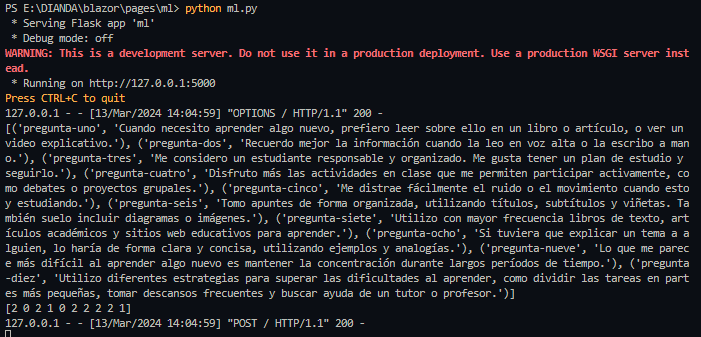 PS E:\DIANDA\blazor\pages\ml> python ml.py
 * Serving Flask app 'ml'
 * Debug mode: off
WARNING: This is a development server. Do not use it in a production deployment. Use a production WSGI server inst
ead.
 * Running on http://127.0.0.1:5000
Press CTRL+C to quit
127.0.0.1 - - [13/Mar/2024 14:04:59] "OPTIONS / HTTP/1.1" 200 -
[('pregunta-uno', 'Cuando necesito aprender algo nuevo, prefiero leer sobre ello en un libro o artículo, o ver un 
video explicativo.'), ('pregunta-dos', 'Recuerdo mejor la información cuando la leo en voz alta o la escribo a man
o.'), ('pregunta-tres', 'Me considero un estudiante responsable y organizado. Me gusta tener un plan de estudio y 
seguirlo.'), ('pregunta-cuatro', 'Disfruto más las actividades en clase que me permiten participar activamente, co
mo debates o proyectos grupales.'), ('pregunta-cinco', 'Me distrae fácilmente el ruido o el movimiento cuando esto
y estudiando.'), ('pregunta-seis', 'Tomo apuntes de forma organizada, utilizando títulos, subtítulos y viñetas. Ta
mbién suelo incluir diagramas o imágenes.'), ('pregunta-siete', 'Utilizo con mayor frecuencia libros de texto, art
ículos académicos y sitios web educativos para aprender.'), ('pregunta-ocho', 'Si tuviera que explicar un tema a a
lguien, lo haría de forma clara y concisa, utilizando ejemplos y analogías.'), ('pregunta-nueve', 'Lo que me parec
e más difícil al aprender algo nuevo es mantener la concentración durante largos períodos de tiempo.'), ('pregunta
-diez', 'Utilizo diferentes estrategias para superar las dificultades al aprender, como dividir las tareas en part
es más pequeñas, tomar descansos frecuentes y buscar ayuda de un tutor o profesor.')]
[2 0 2 1 0 2 2 2 2 1]
127.0.0.1 - - [13/Mar/2024 14:04:59] "POST / HTTP/1.1" 200 -